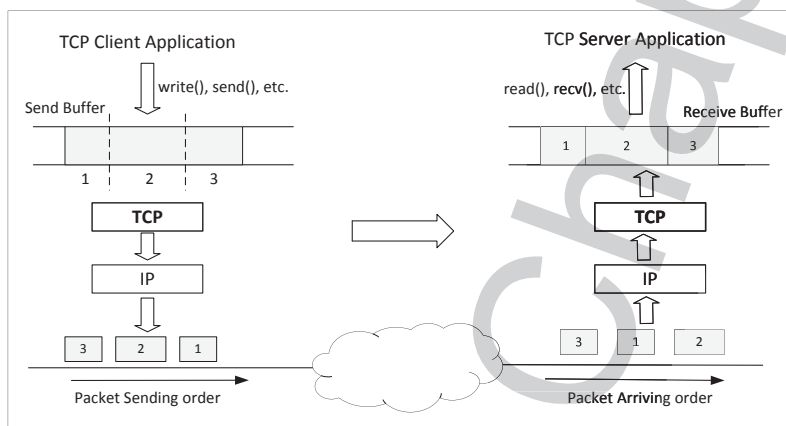 TCP Client Application
TCP Server Application
write(), send(), etc.
read(), recv(), etc.
Send Buffer
Receive Buffer
1 2 3
1 2 3
TCP
TCP
IP
IP
3 2 1
3 1 2
Packet Sending order
Packet Arriving order
Chap